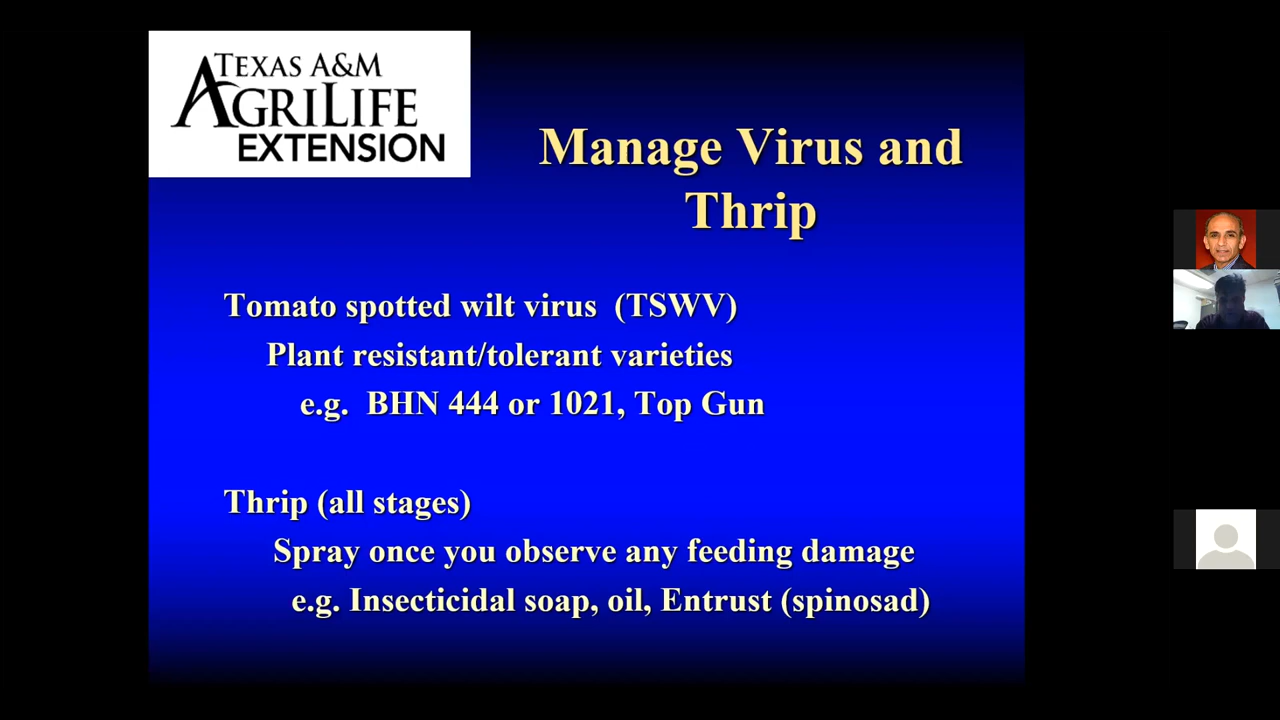 TEXAS A&M
AGRILIFE
EXTENSION
Manage Virus and
Thrip
Tomato spotted wilt virus (TSWV)
Plant resistant/tolerant varieties
e.g. BHN 444 or 1021, Top Gun
Thrip (all stages)
Spray once you observe any feeding damage
e.g. Insecticidal soap, oil, Entrust (spinosad)